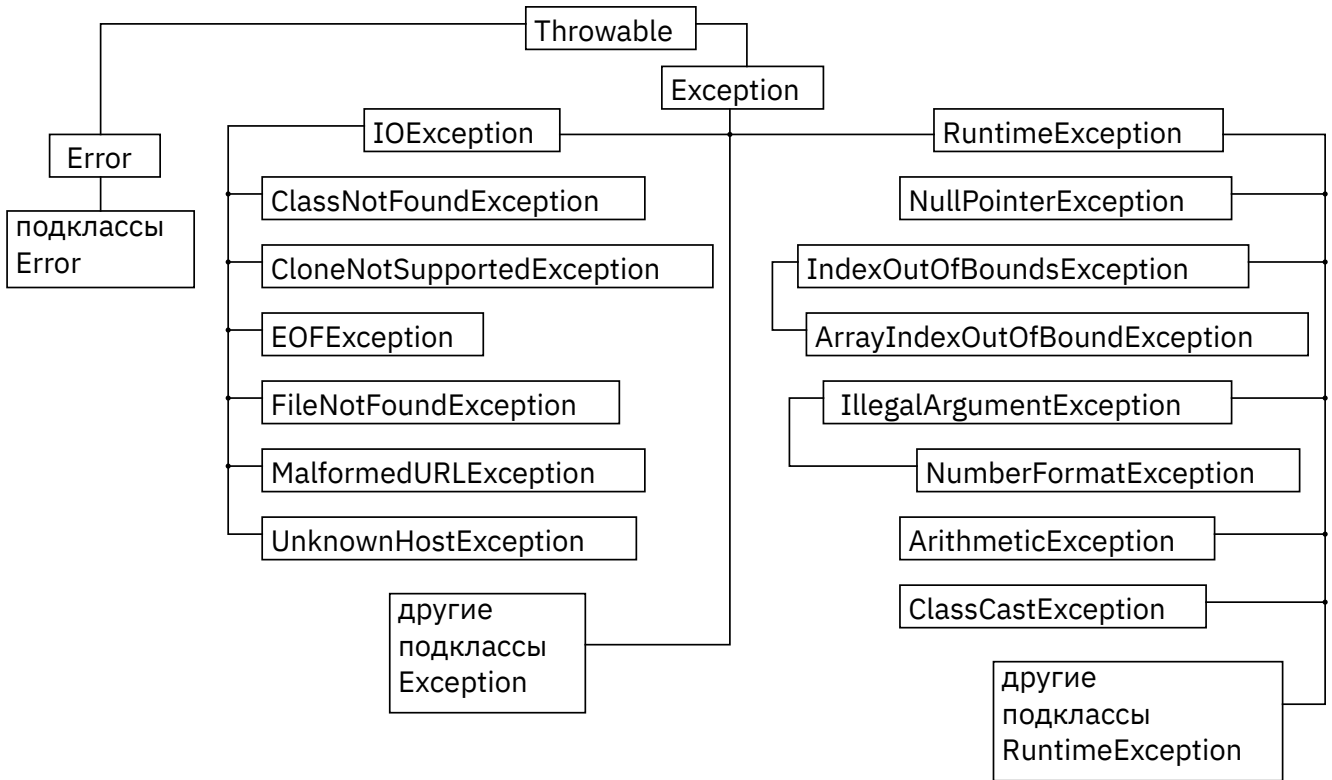 Throwable
Exception
IOException
RuntimeException
Error
ClassNotFoundException
NullPointerException
подклассы
Error
CloneNotSupportedException
IndexOutOfBoundsException
EOFException
ArrayIndexOutOfBoundException
FileNotFoundException
IllegalArgumentException
MalformedURLException
NumberFormatException
UnknownHostException
ArithmeticException
ClassCastException
другие
подклассы
Exception
другие
подклассы
RuntimeException